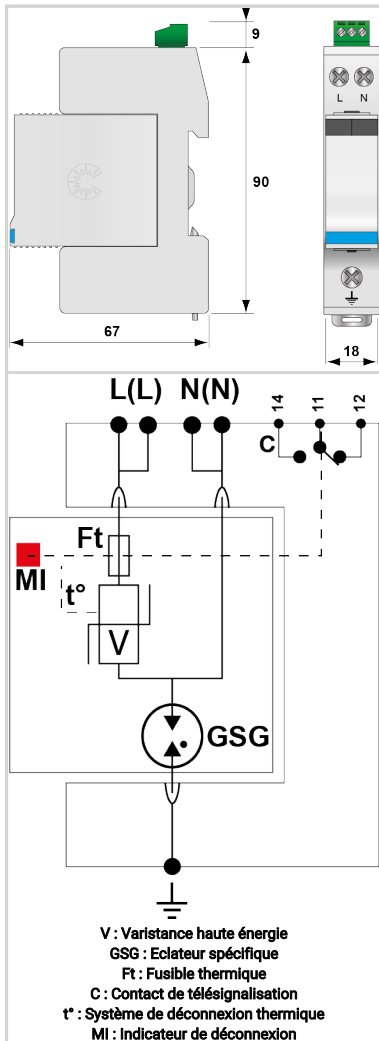 9
L N
90
67
18
L(L) N(N)
14 11 12
C
Ft
MI
t°
V
GSG
V : Varistance haute énergie
GSG : Eclateur spécifique
Ft : Fusible thermique
C : Contact de télésignalisation
t° : Système de déconnexion thermique
MI : Indicateur de déconnexion